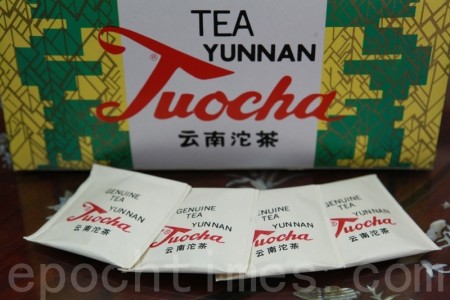 TEA
YUNNAN
Tuocha®
云南沱茶
GENUINE
TEA
YUNNAN
Tuocha
云南沱茶
GENUINE
TEA
YUNNAN
Tuocha
云南沱茶
GENUINE
TEA
YUNNAN
Tuocha
云南沱茶
GENUINE
TEA
YUNNAN
Tuocha
云南沱茶
epochtimes.com